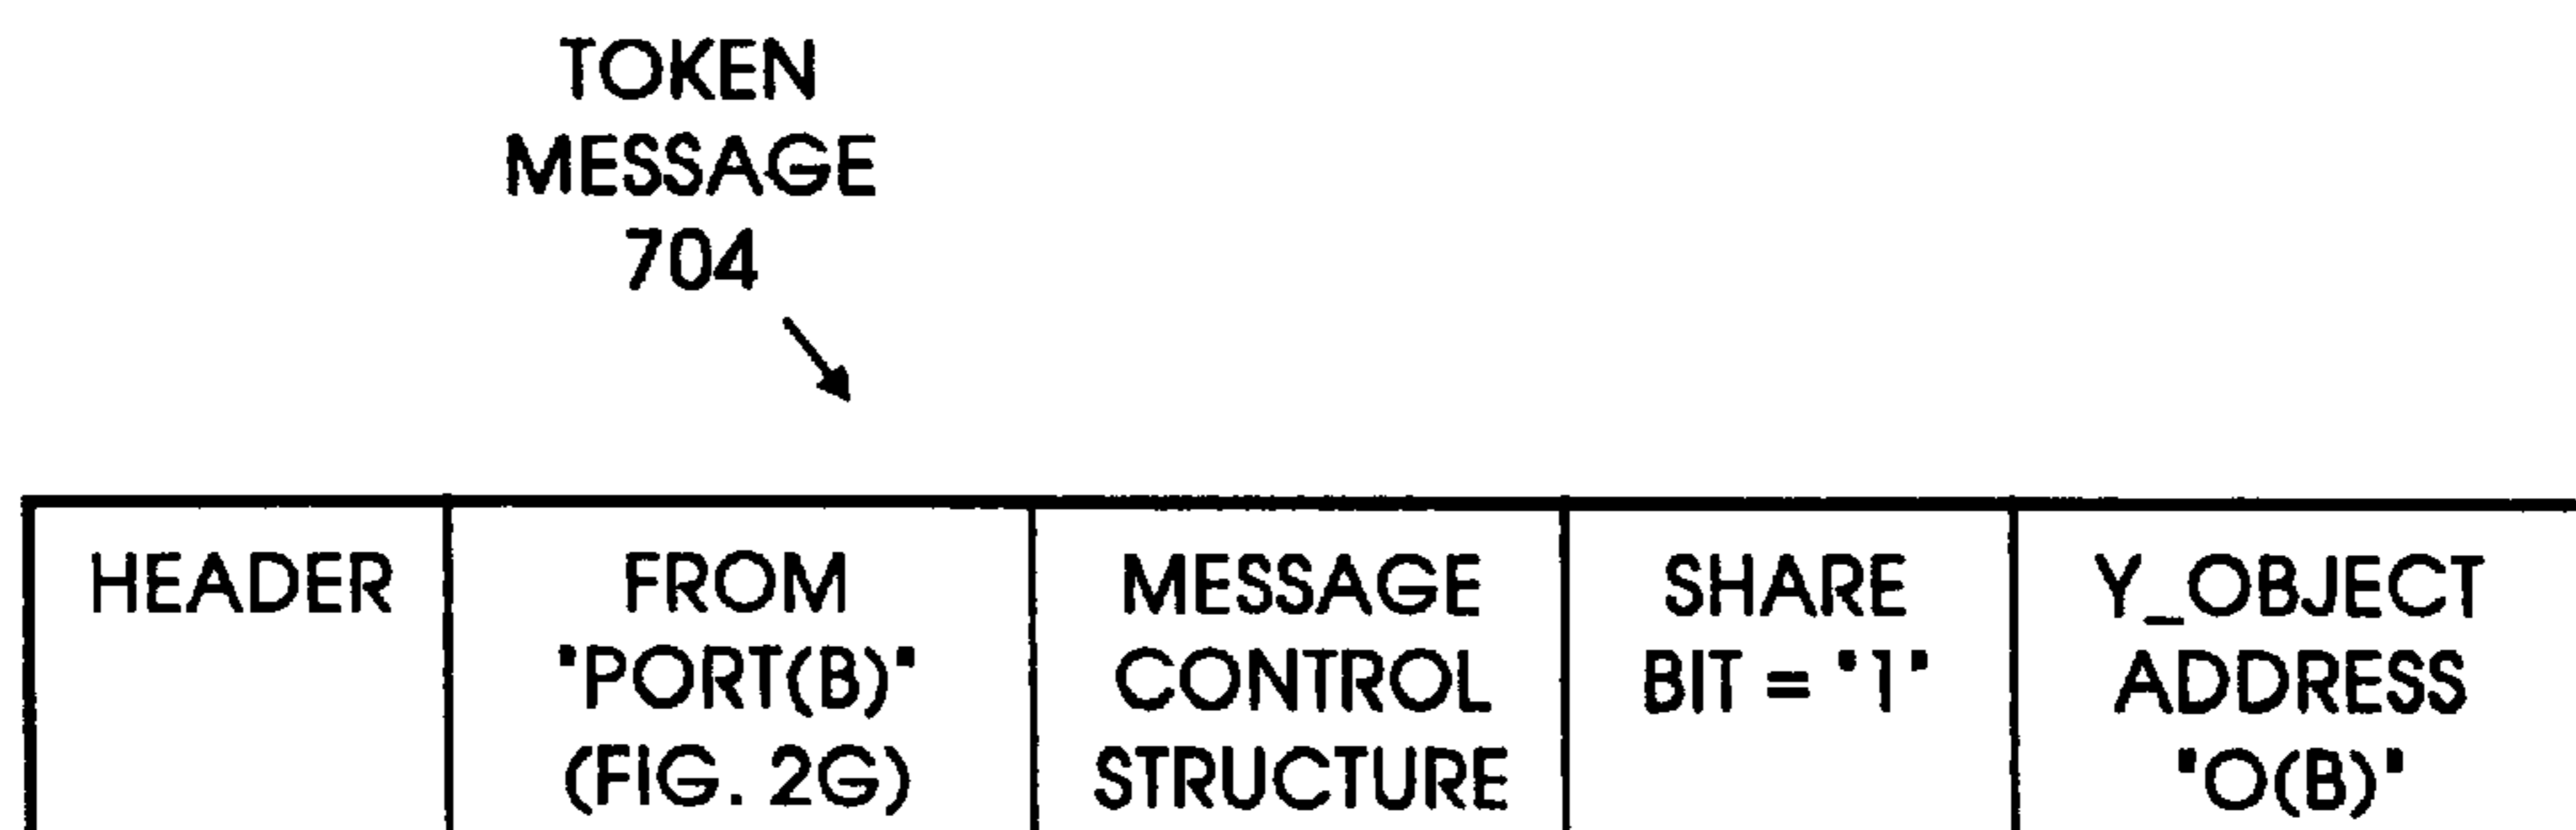 TOKEN
MESSAGE
704
HEADER
FROM
"PORT(B)"
(FIG. 2G)
MESSAGE
CONTROL
STRUCTURE
SHARE
BIT = "1"
Y_OBJECT
ADDRESS
"O(B)"